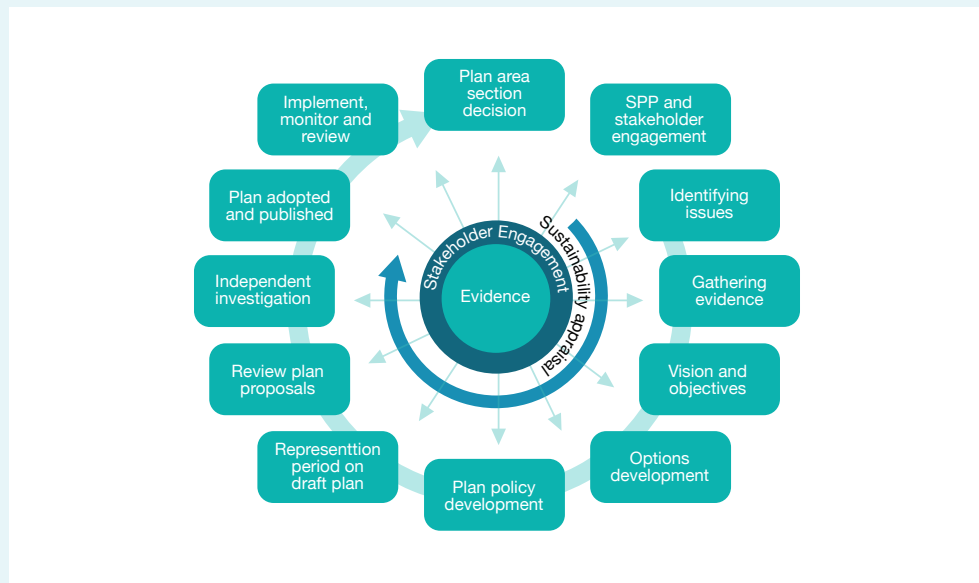 Plan area
section
decision
SPP and
stakeholder
engagement
Identifying
issues
Gathering
evidence
Vision and
objectives
Options
development
Plan policy
development
Representtion
period on
draft plan
Review plan
proposals
Independent
investigation
Plan adopted
and published
Implement,
monitor and
review
Stakeholder Engagement
Sustainability appraisal
Evidence